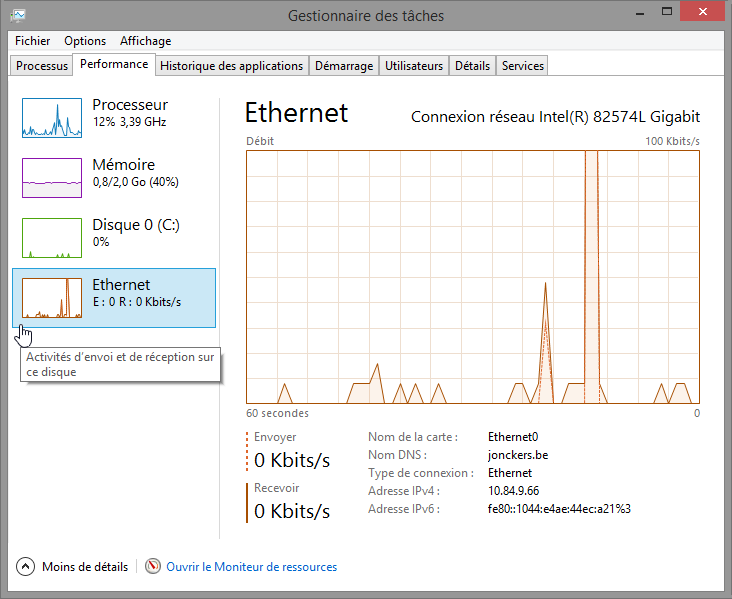 Gestionnaire des tâches
Fichier Options Affichage
Processus Performance Historique des applications Démarrage Utilisateurs Détails Services
Processeur
12% 3,39 GHz
Mémoire
0,8/2,0 Go (40%)
Disque 0 (C:)
0%
Ethernet
E : 0 R : 0 Kbits/s
Activités d'envoi et de réception sur
ce disque
Ethernet
Connexion réseau Intel(R) 82574L Gigabit
Débit 100 Kbits/s
60 secondes 0
Envoyer
0 Kbits/s
Recevoir
0 Kbits/s
Nom de la carte : Ethernet0
Nom DNS : jonckers.be
Type de connexion : Ethernet
Adresse IPv4 : 10.84.9.66
Adresse IPv6 : fe80::1044:e4ae:44ec:a21%3
Moins de détails Ouvrir le Moniteur de ressources